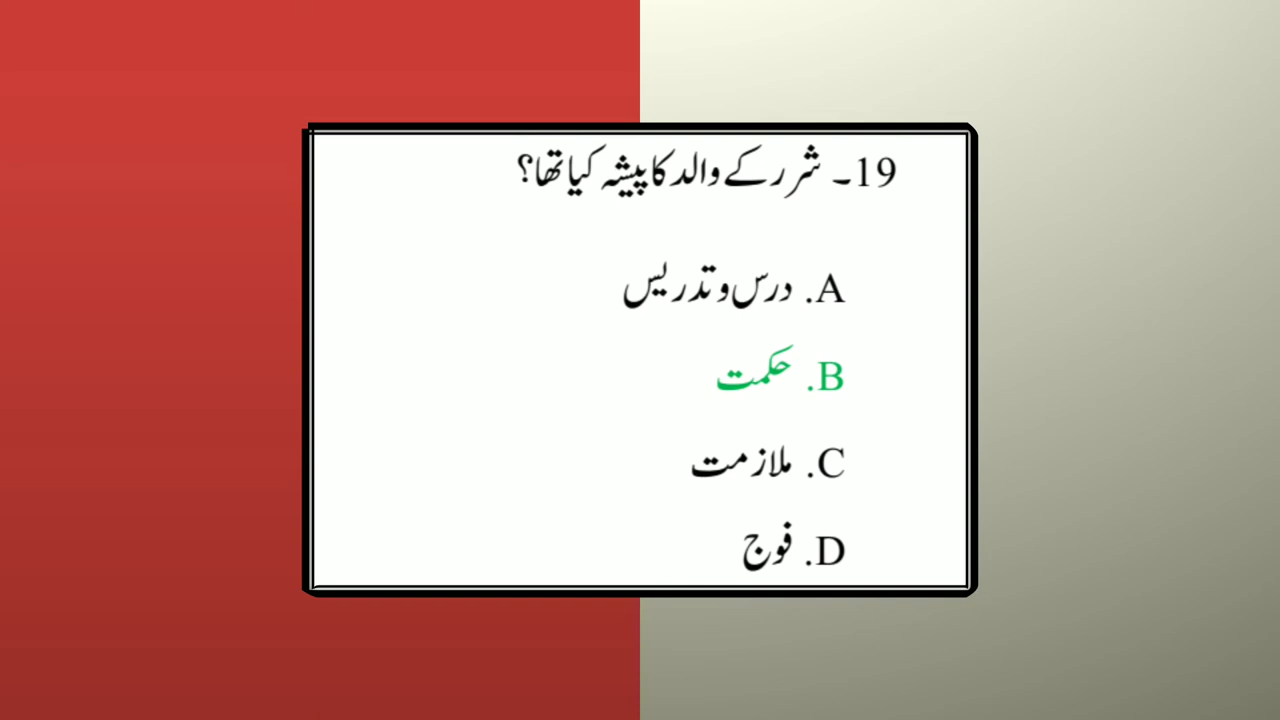 19۔ شرر کے والد کا پیشہ کیا تھا؟
A. درس و تدریس
B. حکمت
C. ملازمت
D. فوج